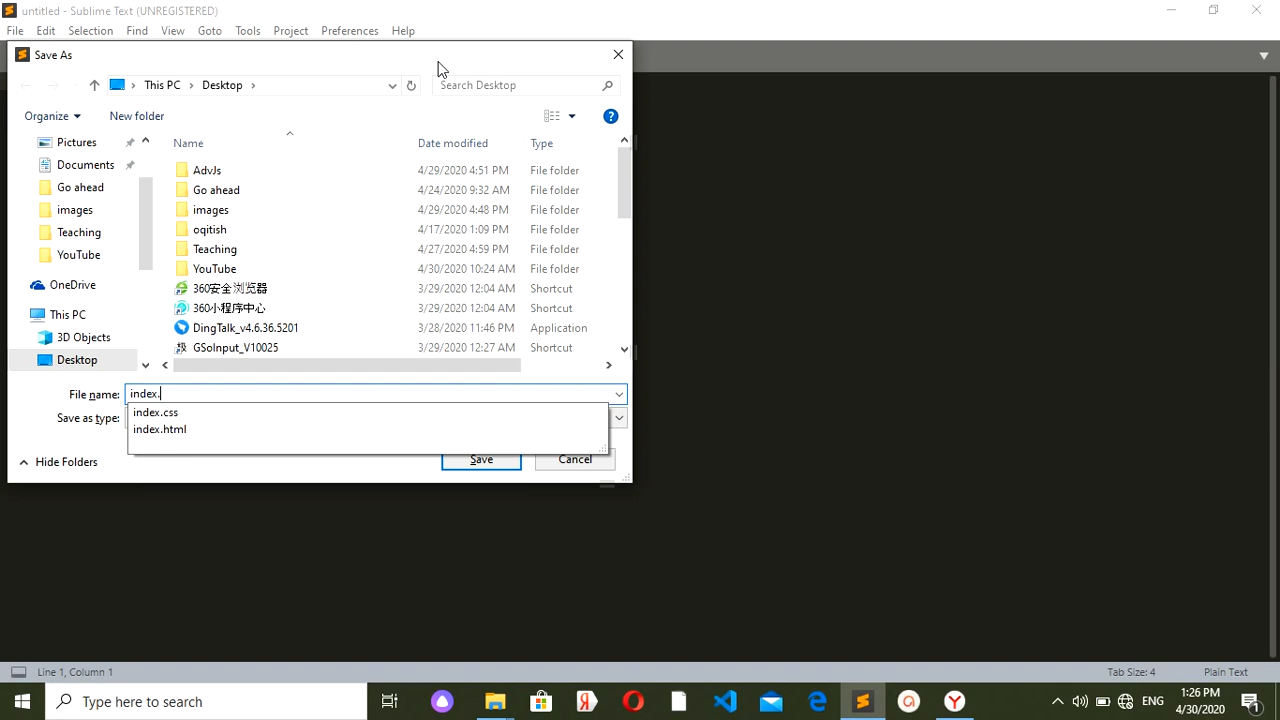 untitled - Sublime Text (UNREGISTERED)
File Edit Selection Find View Goto Tools Project Preferences Help
Save As
This PC Desktop
Search Desktop
Organize New folder
Name Date modified Type
Pictures
Documents
Go ahead
images
Teaching
YouTube
OneDrive
This PC
3D Objects
Desktop
AdvJs 4/29/2020 4:51 PM File folder
Go ahead 4/24/2020 9:32 AM File folder
images 4/29/2020 4:48 PM File folder
oqitish 4/17/2020 1:09 PM File folder
Teaching 4/27/2020 4:59 PM File folder
YouTube 4/30/2020 10:24 AM File folder
360安全浏览器 3/29/2020 12:04 AM Shortcut
360小程序中心 3/29/2020 12:04 AM Shortcut
DingTalk_v4.6.36.5201 3/28/2020 11:46 PM Application
GSoInput_V10025 3/29/2020 12:27 AM Shortcut
File name: index.
Save as type:
index.css
index.html
Hide Folders
Save Cancel
Line 1, Column 1 Tab Size: 4 Plain Text
Type here to search
ENG
1:26 PM
4/30/2020
1